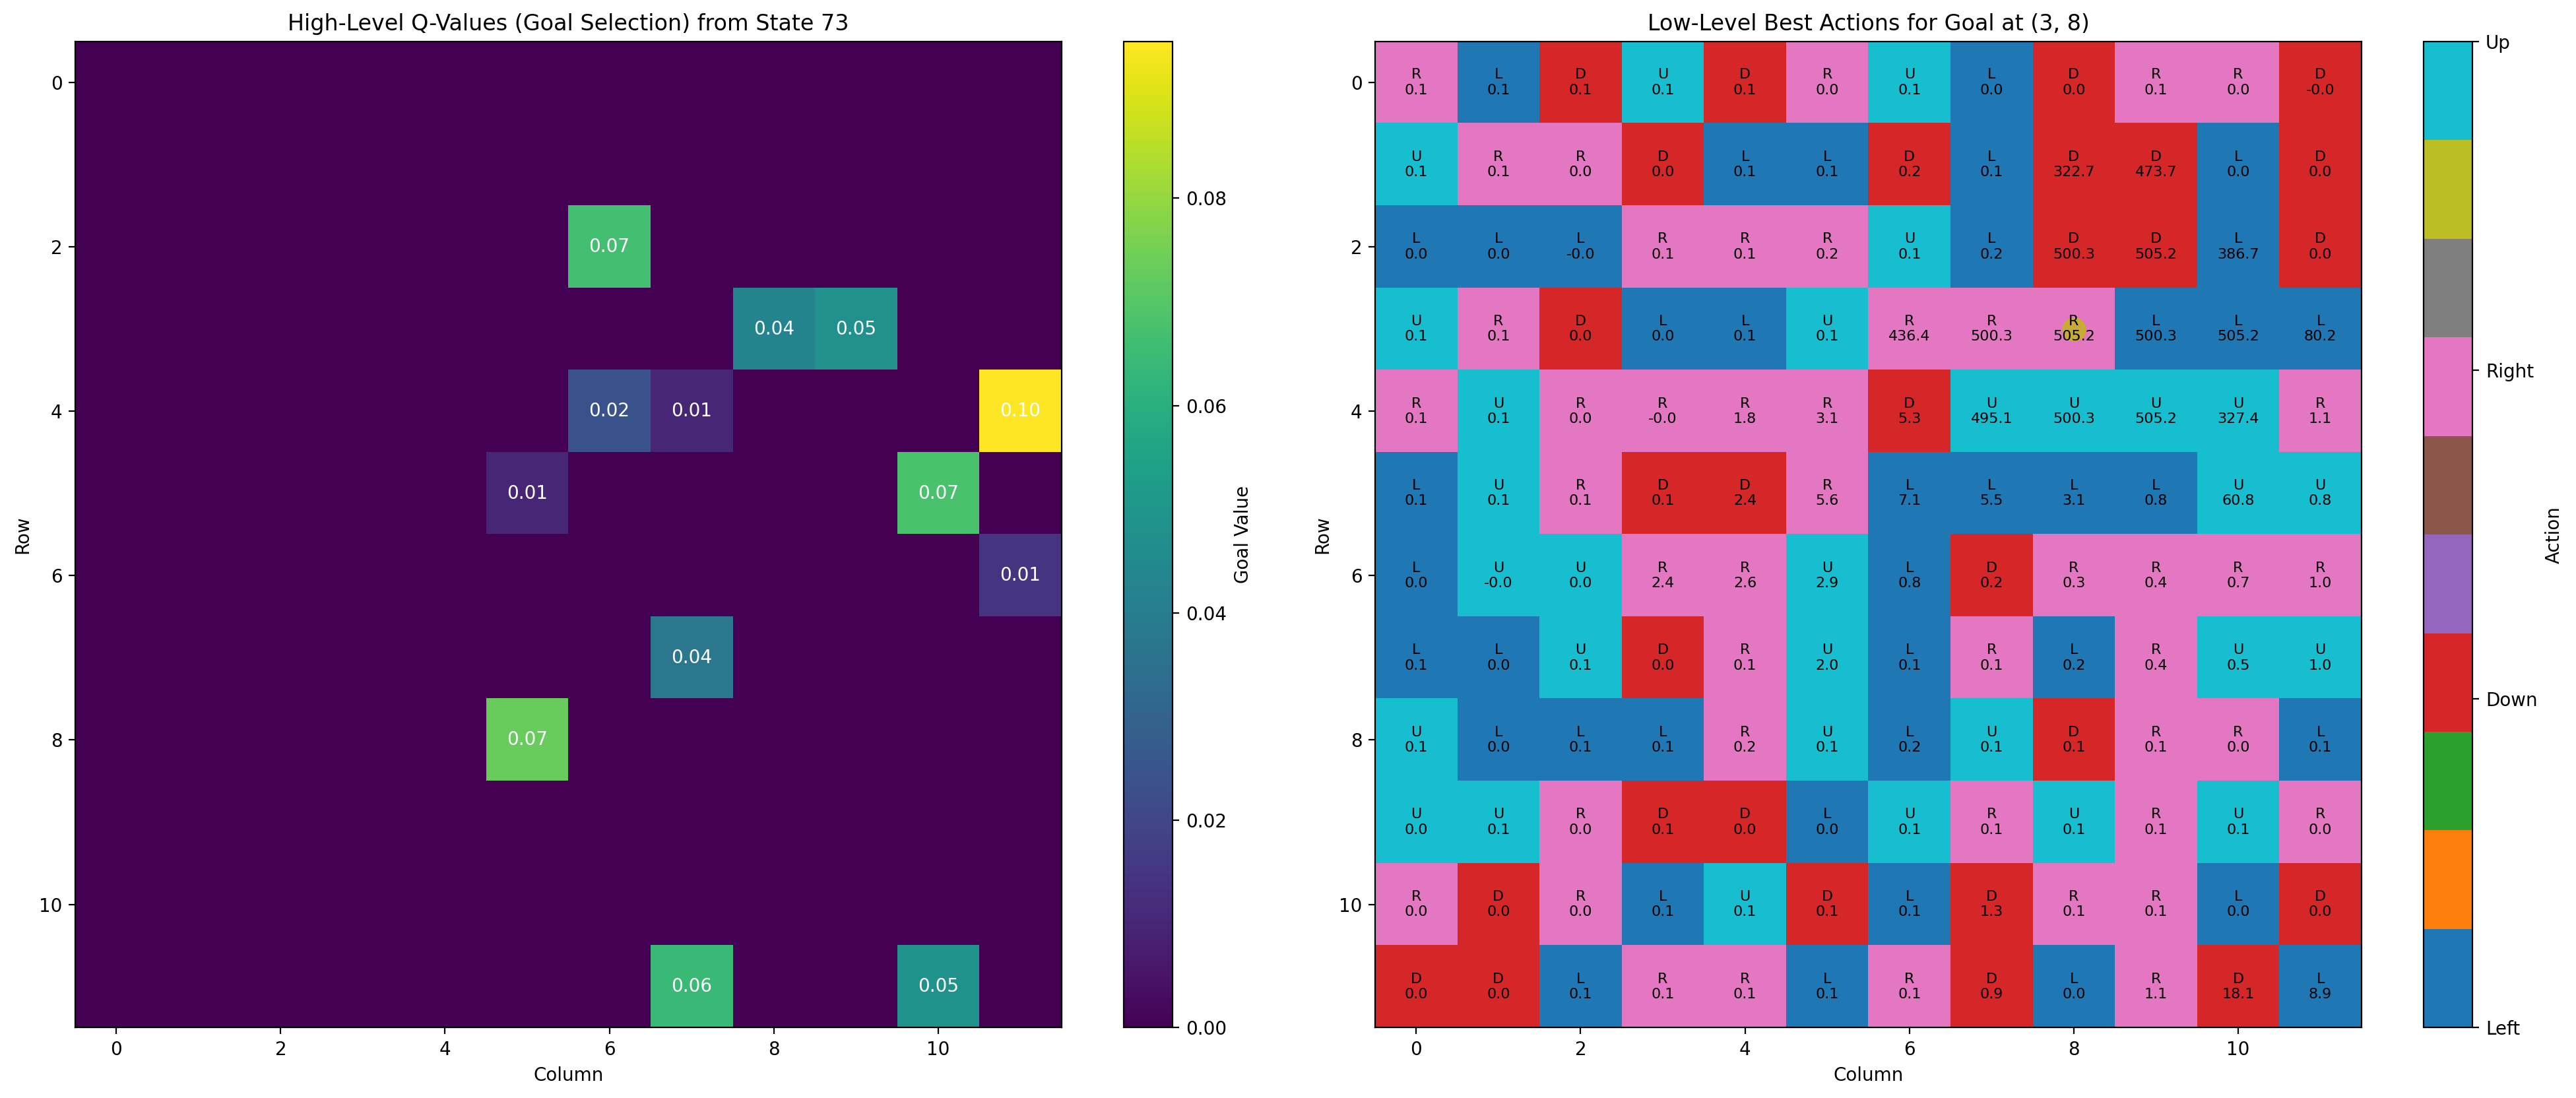 High-Level Q-Values (Goal Selection) from State 73
0
2
4
6
8
10
Row
0.07
0.04 0.05
0.02 0.01 0.10
0.01 0.07
0.01
0.04
0.07
0.06 0.05
0 2 4 6 8 10
Column
0.08
0.06
0.04
0.02
0.00
Goal Value
Low-Level Best Actions for Goal at (3, 8)
0
2
4
6
8
10
Row
R L D U D R U L D R R D
0.1 0.1 0.1 0.1 0.1 0.0 0.1 0.0 0.0 0.1 0.0 -0.0
U R R D L L D L D D L D
0.1 0.1 0.0 0.0 0.1 0.1 0.2 0.1 322.7 473.7 0.0 0.0
L L L R R R U L D D L D
0.0 0.0 -0.0 0.1 0.1 0.2 0.1 0.2 500.3 505.2 386.7 0.0
U R D L L U R R R L L L
0.1 0.1 0.0 0.0 0.1 0.1 436.4 500.3 505.2 500.3 505.2 80.2
R U R R R R D U U U U R
0.1 0.1 0.0 -0.0 1.8 3.1 5.3 495.1 500.3 505.2 327.4 1.1
L U R D D R L L L L U U
0.1 0.1 0.1 0.1 2.4 5.6 7.1 5.5 3.1 0.8 60.8 0.8
L U U R R U L D R R R R
0.0 -0.0 0.0 2.4 2.6 2.9 0.8 0.2 0.3 0.4 0.7 1.0
L L U D R U L R L R U U
0.1 0.0 0.1 0.0 0.1 2.0 0.1 0.1 0.2 0.4 0.5 1.0
U L L L R U L U D R R L
0.1 0.0 0.1 0.1 0.2 0.1 0.2 0.1 0.1 0.1 0.0 0.1
U U R D D L U R U R U R
0.0 0.1 0.0 0.1 0.0 0.0 0.1 0.1 0.1 0.1 0.1 0.0
R D R L U D L D R R L D
0.0 0.0 0.0 0.1 0.1 0.1 0.1 1.3 0.1 0.1 0.0 0.0
D D L R R L R D L R D L
0.0 0.0 0.1 0.1 0.1 0.1 0.1 0.9 0.0 1.1 18.1 8.9
0 2 4 6 8 10
Column
Up
Right
Down
Left
Action